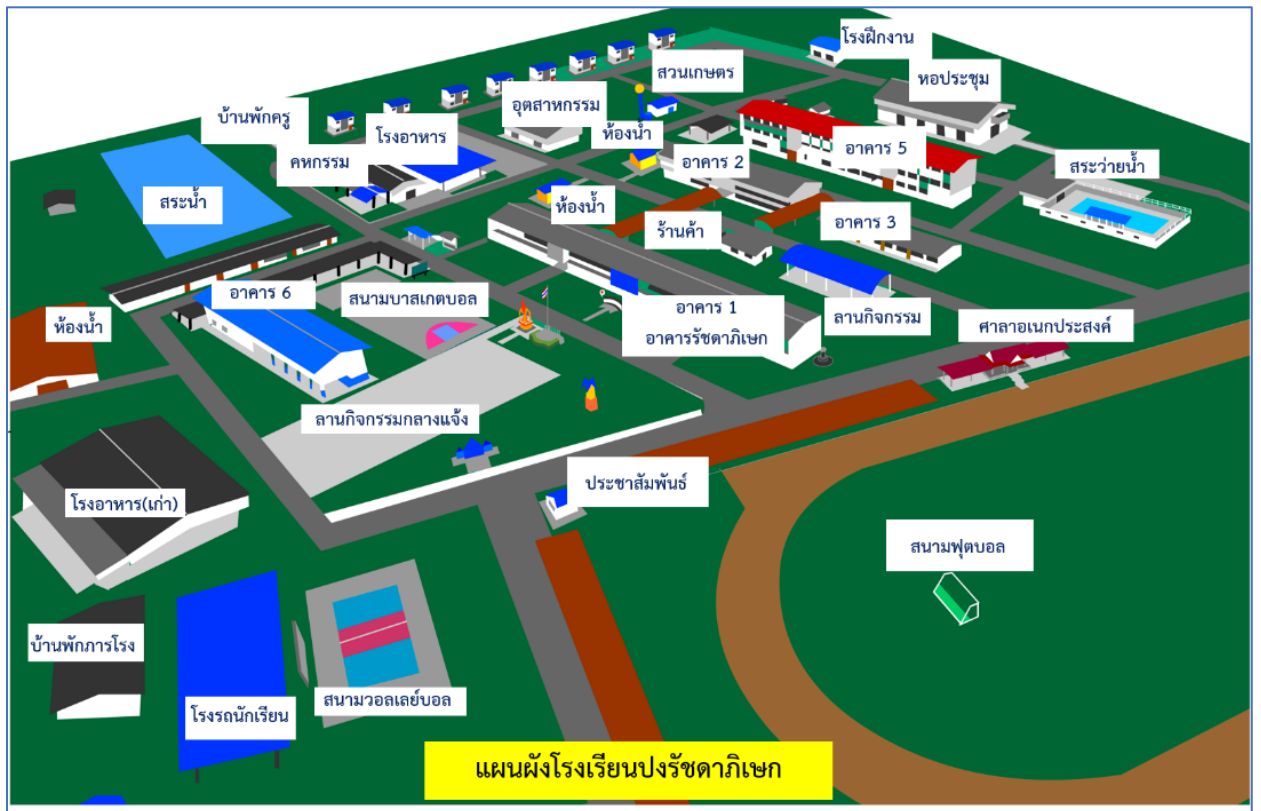 โรงฝึกงาน
สวนเกษตร
หอประชุม
อุตสาหกรรม
บ้านพักครู
โรงอาหาร
ห้องน้ำ
คหกรรม
อาคาร 2
อาคาร 5
สระว่ายน้ำ
สระน้ำ
ห้องน้ำ
ร้านค้า
อาคาร 3
อาคาร 6
สนามบาสเกตบอล
ห้องน้ำ
อาคาร 1
อาคารรัชดาภิเษก
ลานกิจกรรม
ศาลาอเนกประสงค์
ลานกิจกรรมกลางแจ้ง
ประชาสัมพันธ์
โรงอาหาร(เก่า)
สนามฟุตบอล
บ้านพักภารโรง
สนามวอลเลย์บอล
โรงรถนักเรียน
แผนผังโรงเรียนปงรัชดาภิเษก